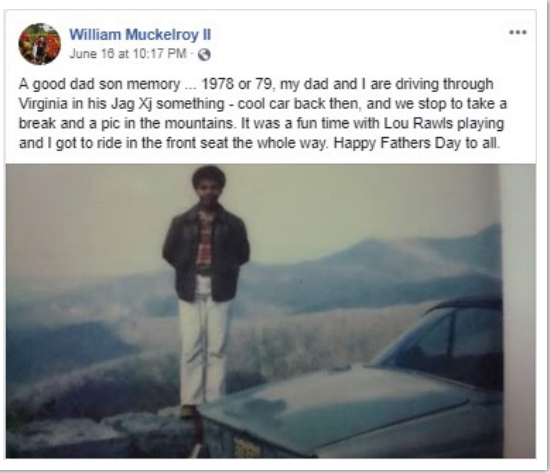 William Muckelroy II
June 16 at 10:17 PM ·
A good dad son memory ... 1978 or 79, my dad and I are driving through
Virginia in his Jag Xj something - cool car back then, and we stop to take a
break and a pic in the mountains. It was a fun time with Lou Rawls playing
and I got to ride in the front seat the whole way. Happy Fathers Day to all.